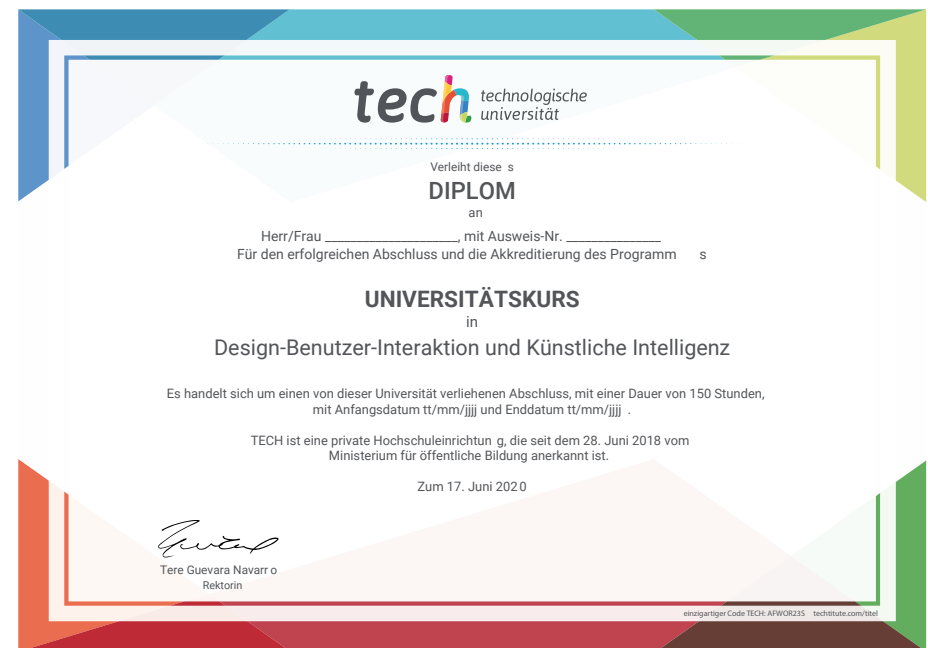 tech technologische
universität
Verleiht diese s
DIPLOM
an
Herr/Frau _____________________, mit Ausweis-Nr. _______________
Für den erfolgreichen Abschluss und die Akkreditierung des Programm s
UNIVERSITÄTSKURS
in
Design-Benutzer-Interaktion und Künstliche Intelligenz
Es handelt sich um einen von dieser Universität verliehenen Abschluss, mit einer Dauer von 150 Stunden,
mit Anfangsdatum tt/mm/jjjj und Enddatum tt/mm/jjjj .
TECH ist eine private Hochschuleinrichtun g, die seit dem 28. Juni 2018 vom
Ministerium für öffentliche Bildung anerkannt ist.
Zum 17. Juni 2020
Tere Guevara Navarr o
Rektorin
einzigartiger Code TECH: AFWOR23S techtitute.com/titel